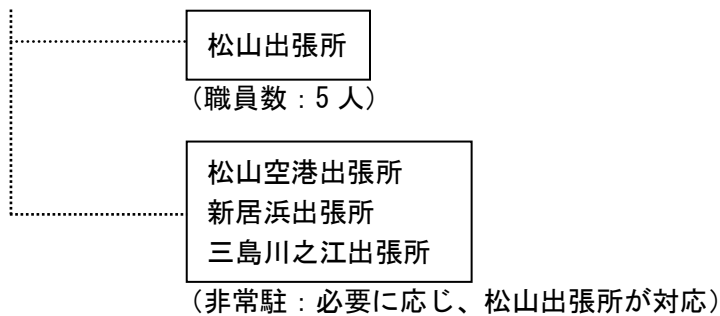 松山出張所
（職員数：5 人）
松山空港出張所
新居浜出張所
三島川之江出張所
（非常駐：必要に応じ、松山出張所が対応）